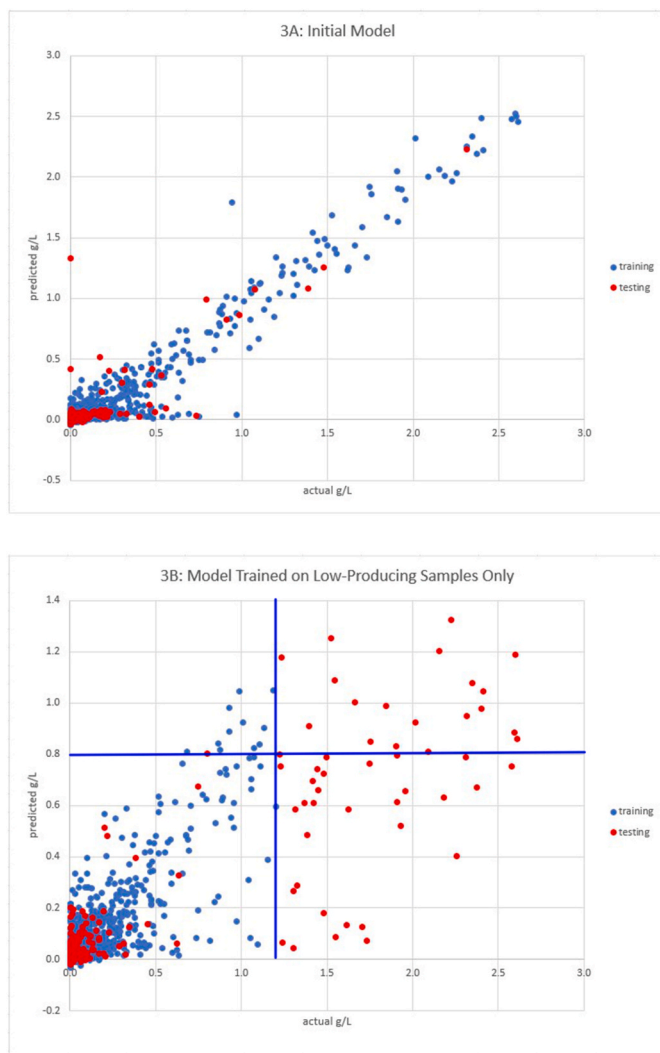 3A: Initial Model
3.0
2.5
2.0
1.5
1.0
0.5
0.0
-0.5
predicted g/L
0.0 0.5 1.0 1.5 2.0 2.5 3.0
actual g/L
training
testing
3B: Model Trained on Low-Producing Samples Only
1.4
1.2
1.0
0.8
0.6
0.4
0.2
0.0
-0.2
predicted g/L
0.0 0.5 1.0 1.5 2.0 2.5 3.0
actual g/L
training
testing